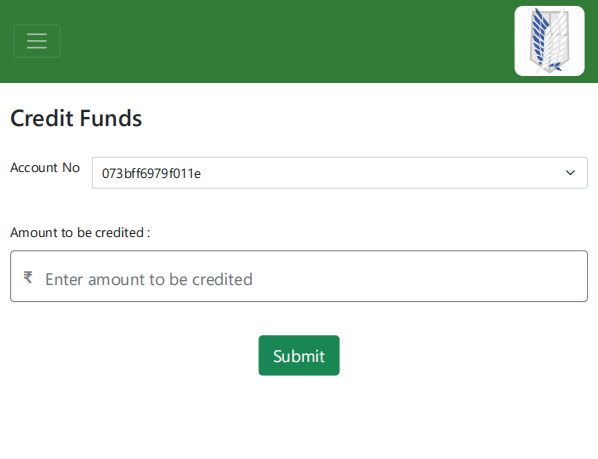 Credit Funds
Account No
073bff6979f011e
Amount to be credited :
₹ Enter amount to be credited
Submit